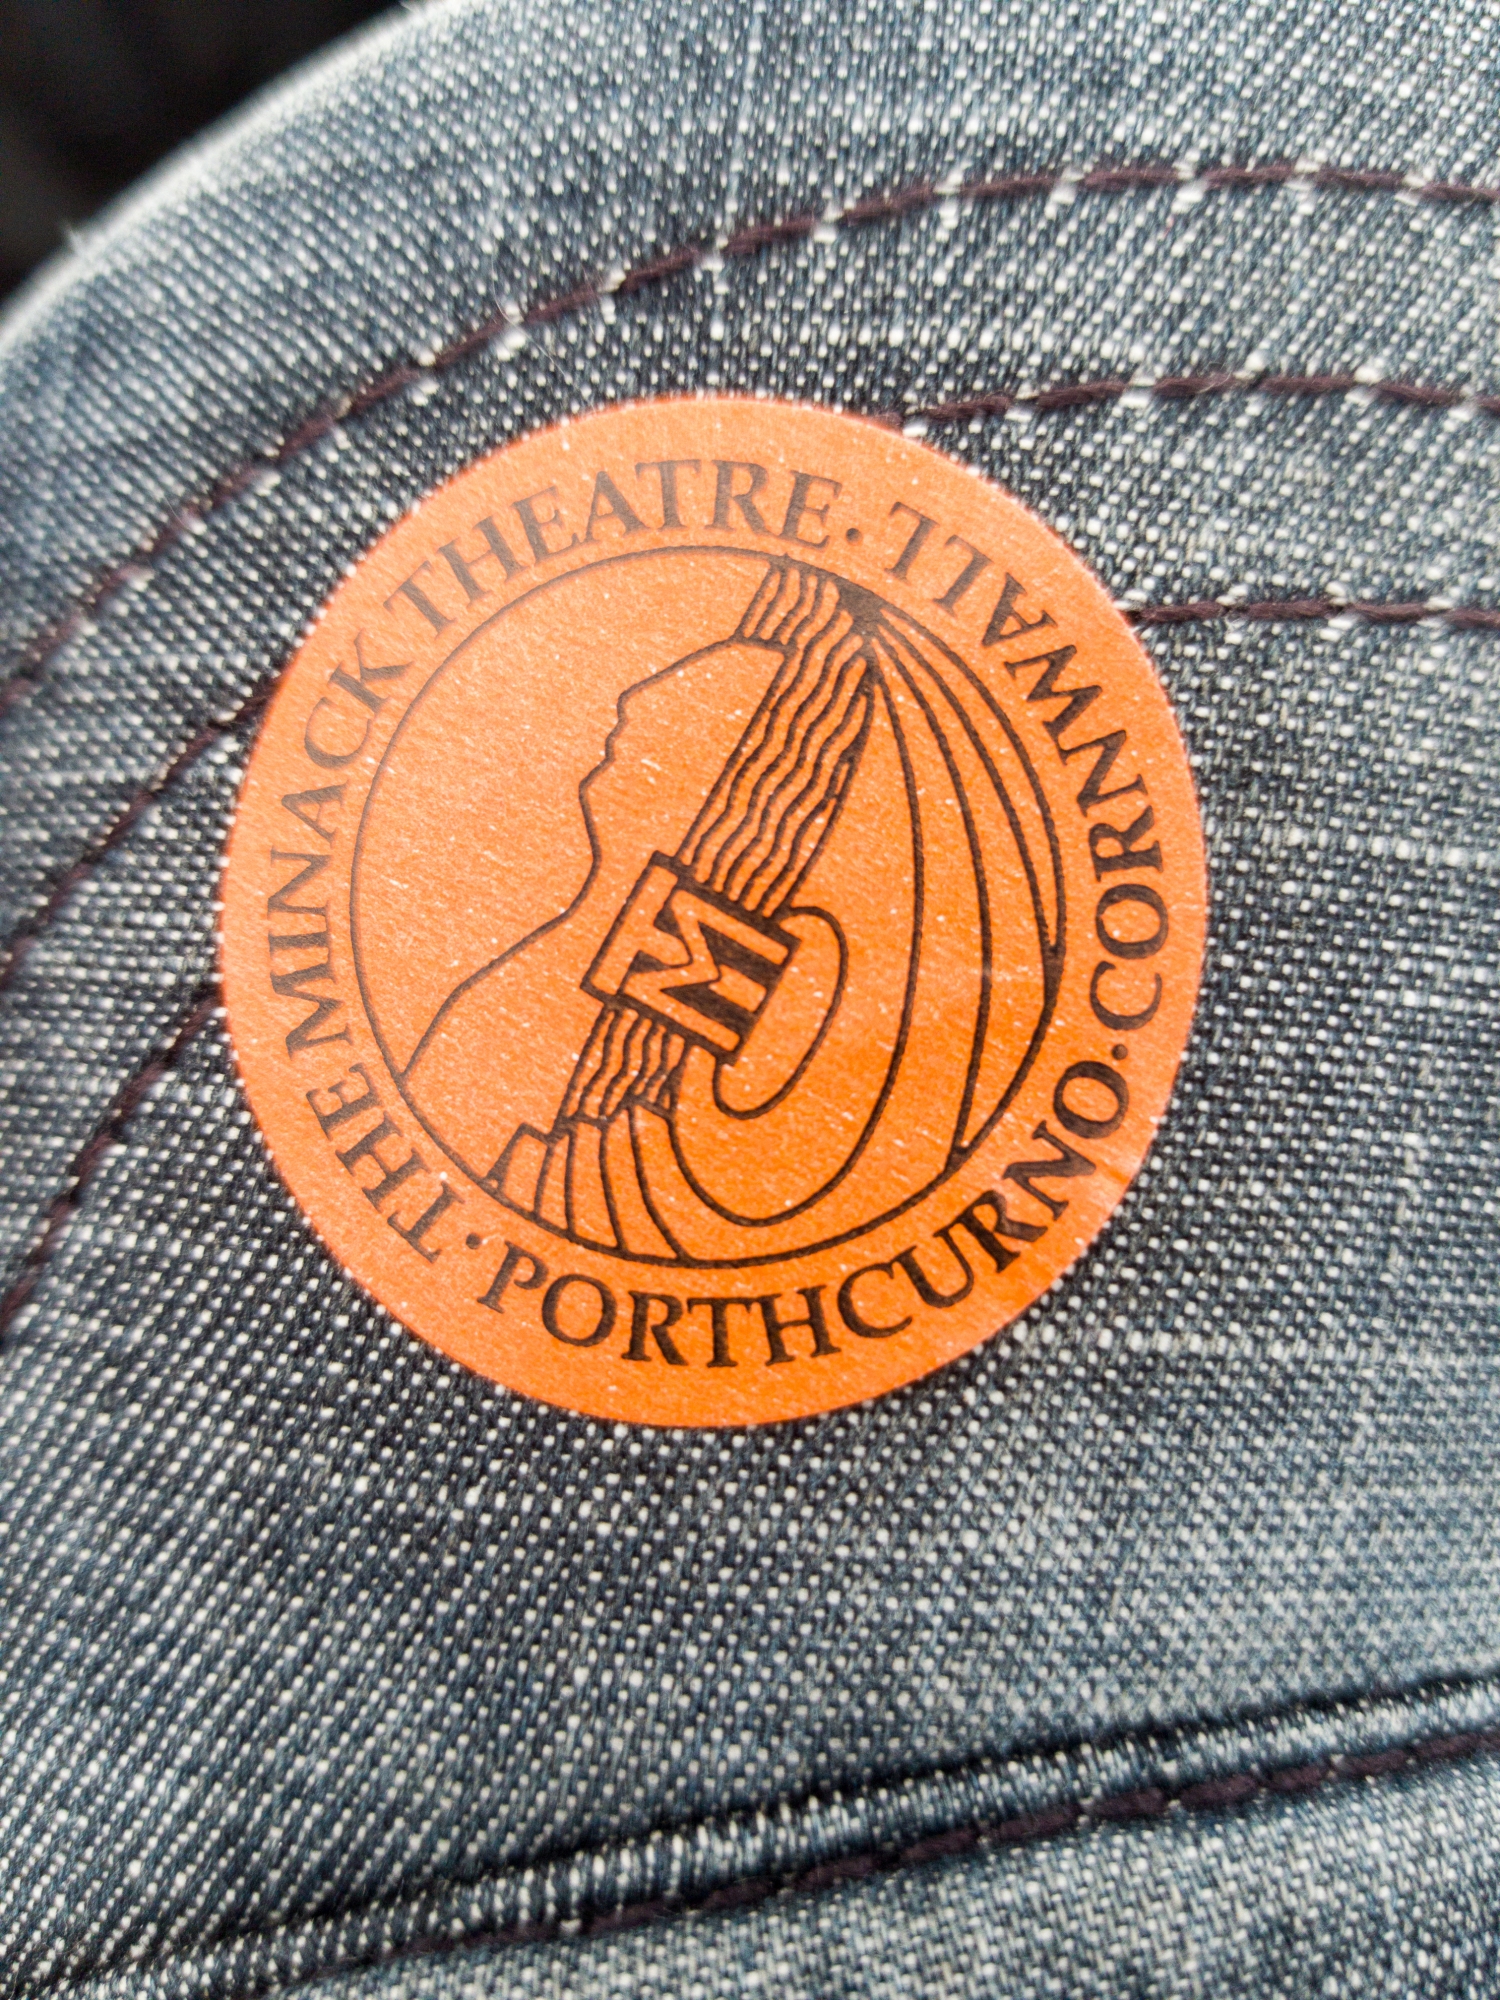 THE MINACK THEATRE · PORTHCURNO · CORNWALL
M